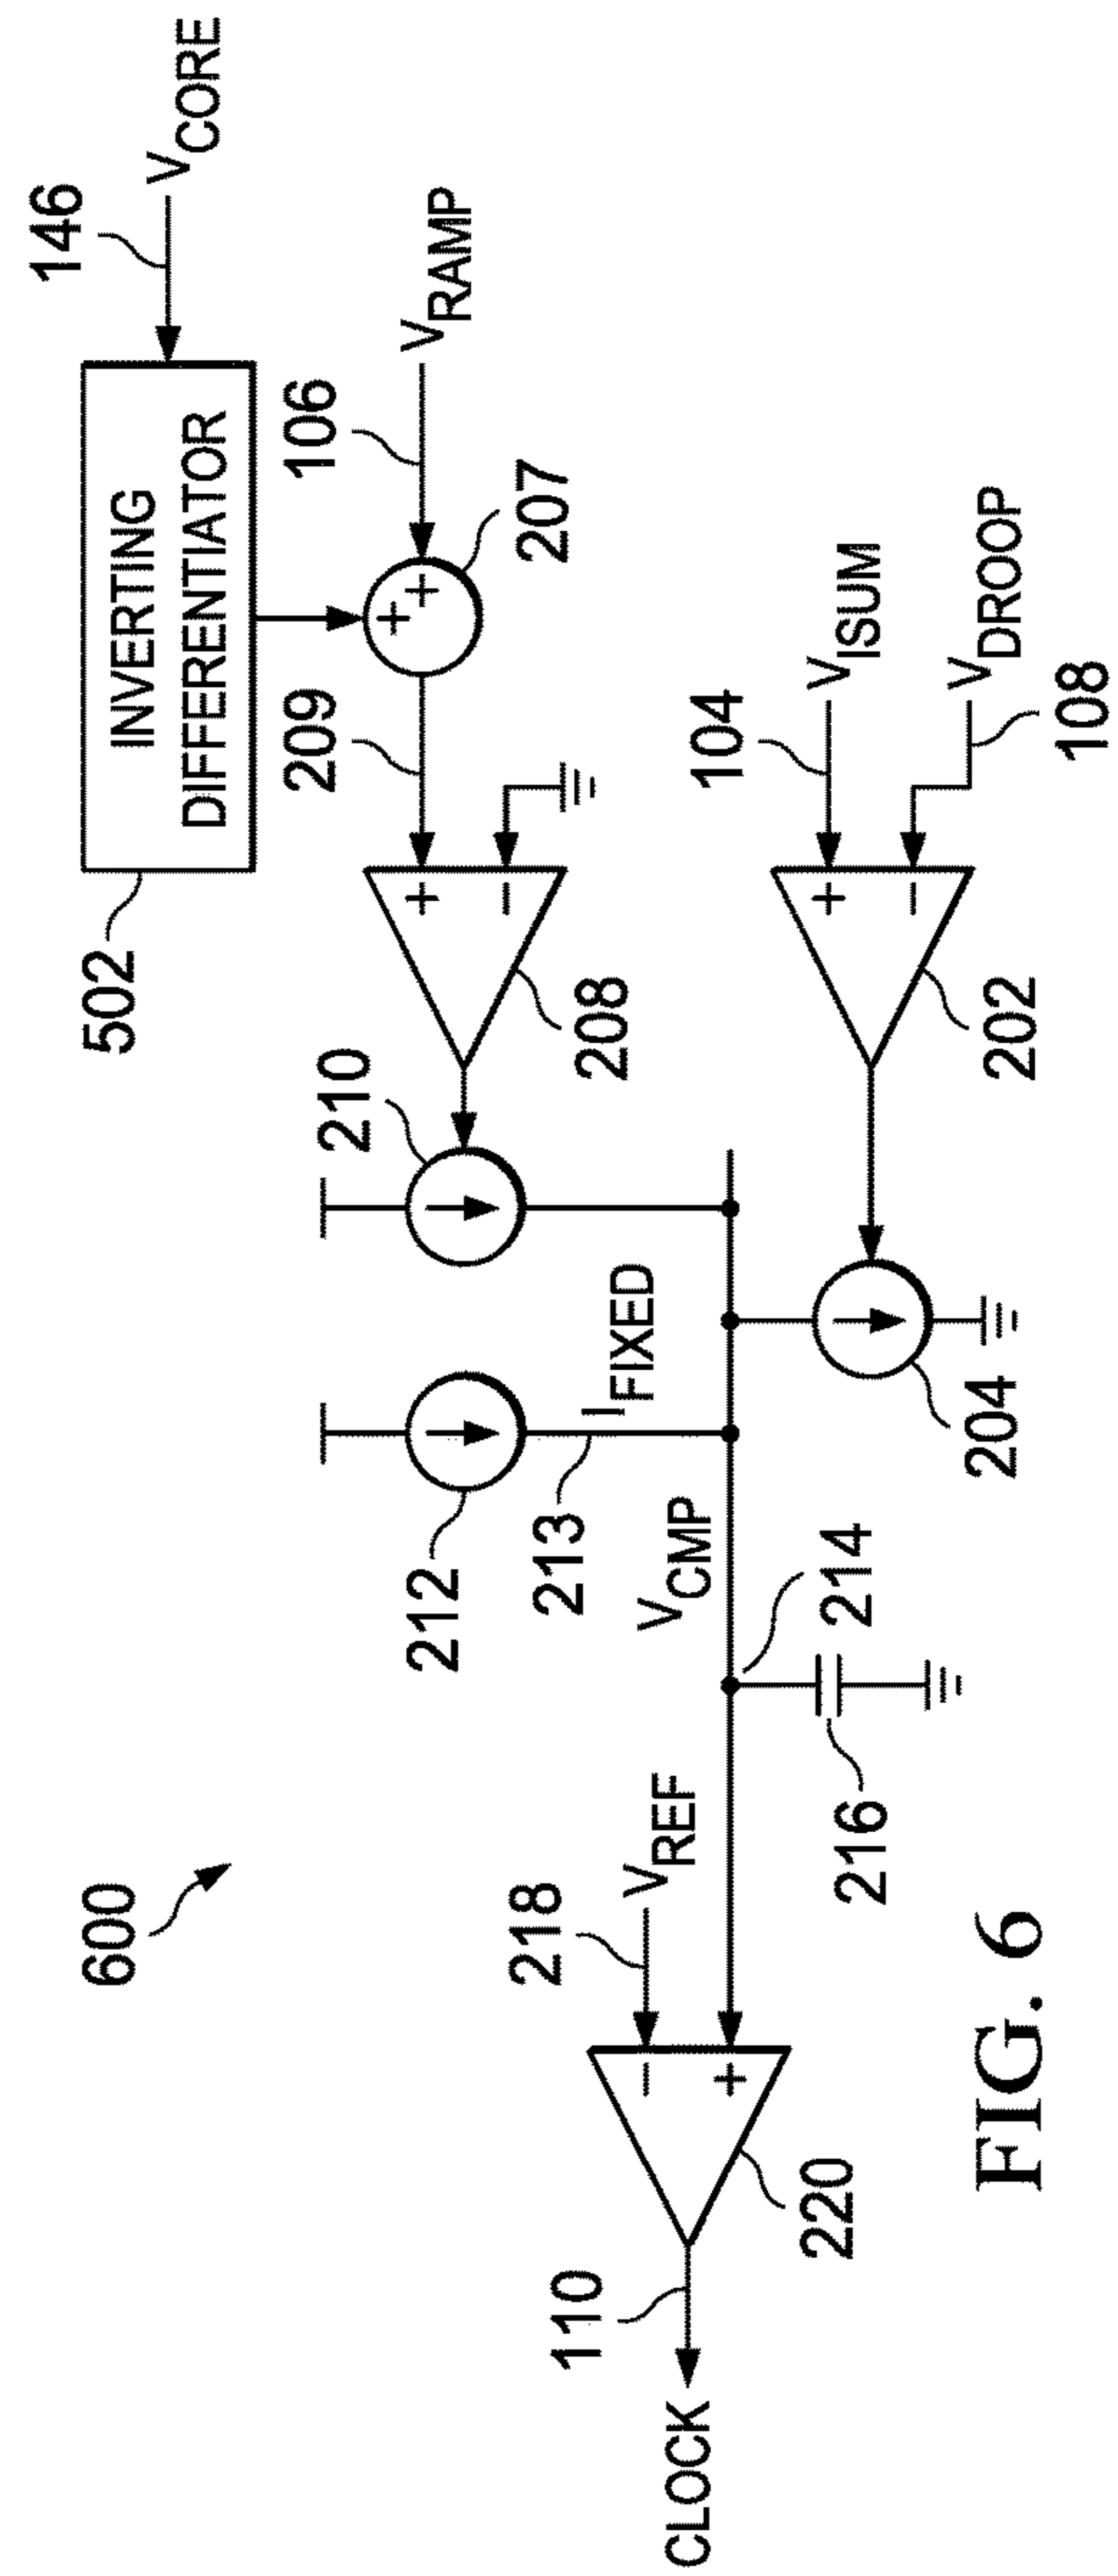 600
502
INVERTING
DIFFERENTIATOR
146
VCORE
210
209
106
VRAMP
+
+
207
+
−
208
212
213
IFIXED
VCMP
218
VREF
110
CLOCK
−
+
220
214
216
204
202
+
−
104
VISUM
VDROOP
108
FIG. 6